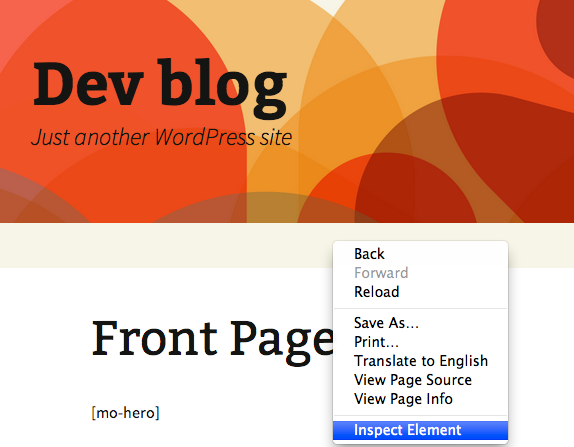 Dev blog
Just another WordPress site
Back
Forward
Reload
Save As...
Front Page
Print...
Translate to English
View Page Source
View Page Info
[mo-hero]
Inspect Element